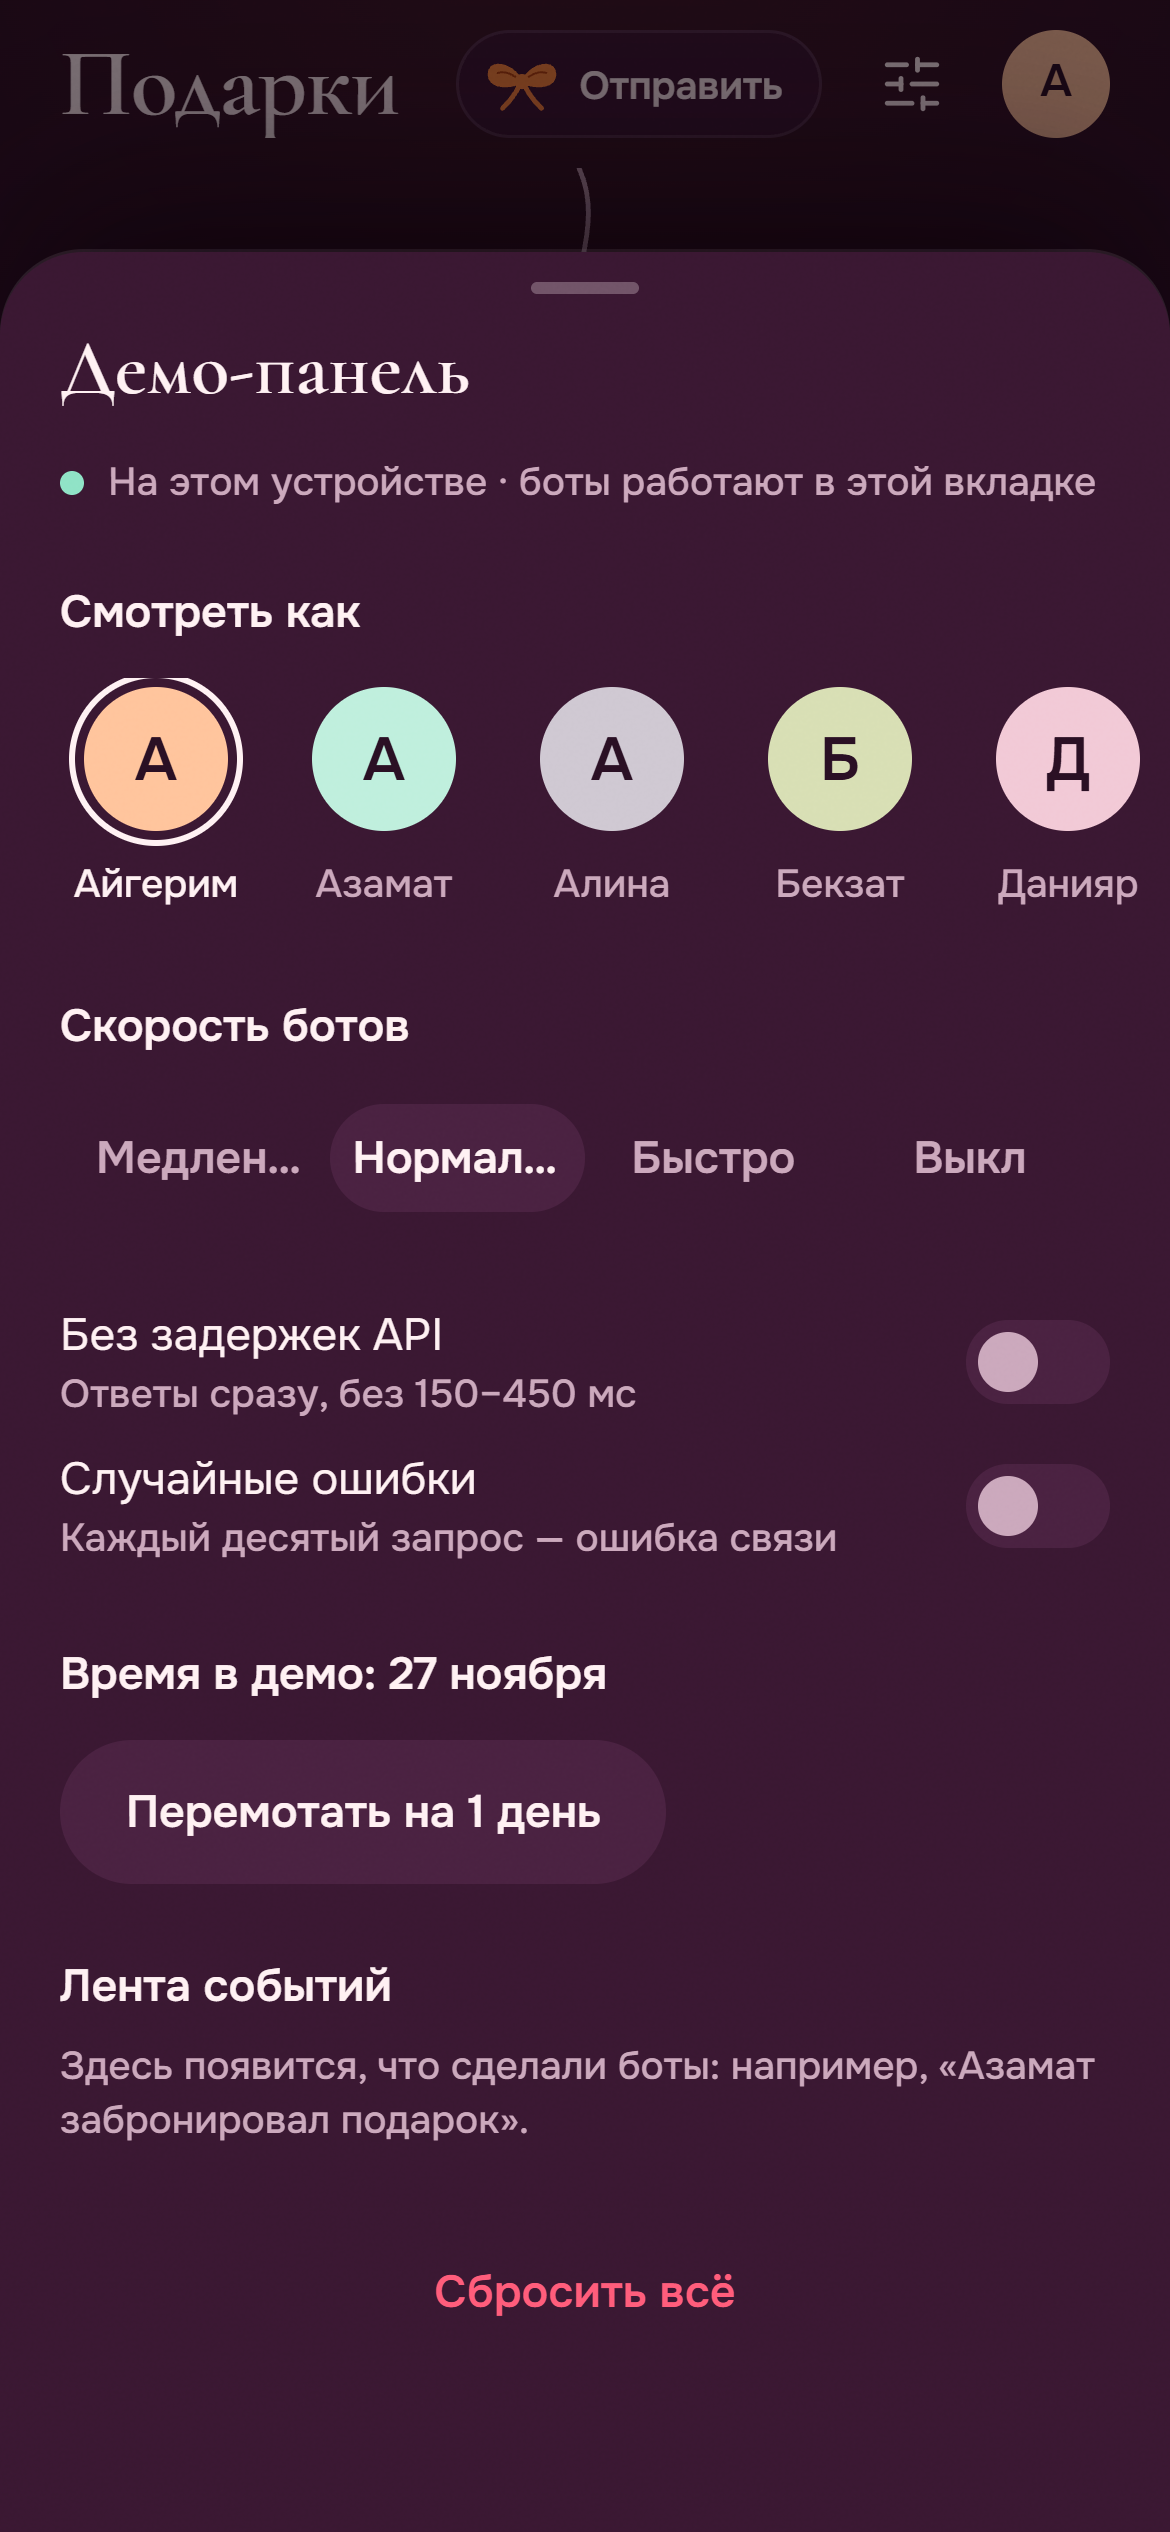 Подарки
Отправить
А
Демо-панель
На этом устройстве · боты работают в этой вкладке
Смотреть как
А А А Б Д
Айгерим Азамат Алина Бекзат Данияр
Скорость ботов
Медлен... Нормал... Быстро Выкл
Без задержек API
Ответы сразу, без 150–450 мс
Случайные ошибки
Каждый десятый запрос — ошибка связи
Время в демо: 27 ноября
Перемотать на 1 день
Лента событий
Здесь появится, что сделали боты: например, «Азамат
забронировал подарок».
Сбросить всё